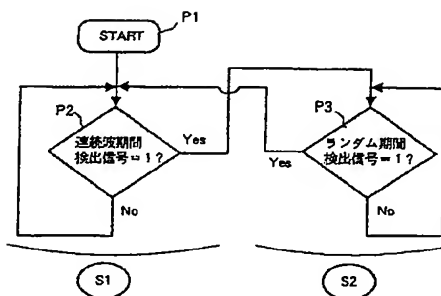 P1
START
P2
連続波期間
検出信号=1?
Yes
No
P3
ランダム期間
検出信号=1?
Yes
No
S1
S2